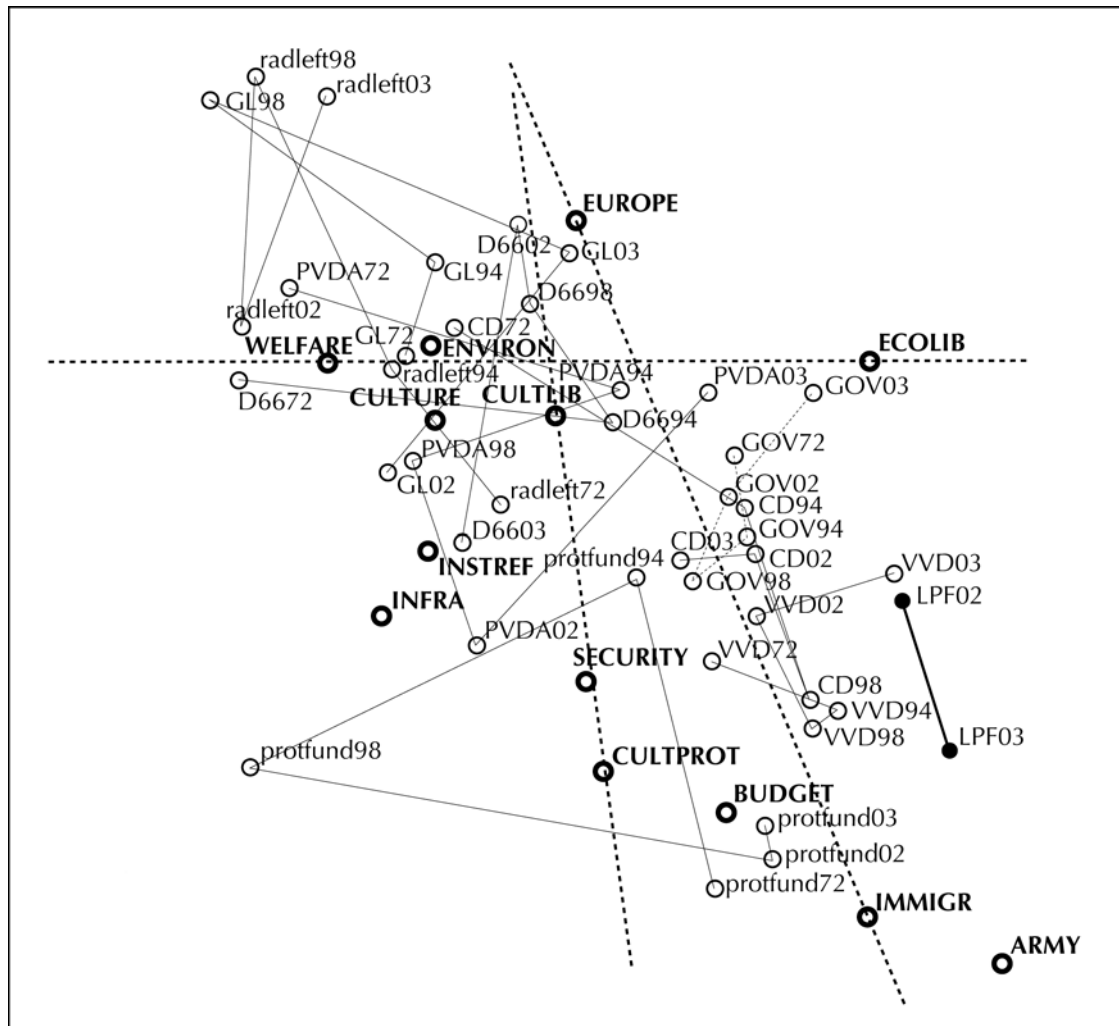 radleft98
radleft03
GL98
EUROPE
D6602
GL03
PVDA72
GL94
D6698
radleft02
GL72
CD72
WELFARE
ENVIRON
ECOLIB
radleft94
PVDA94
PVDA03
GOV03
D6672
CULTURE
CULTLIB
D6694
PVDA98
GOV72
GL02
radleft72
GOV02
CD94
D6603
CD03
GOV94
protfund94
CD02
INSTREF
GOV98
VVD03
INFRA
VVD02
LPF02
PVDA02
SECURITY
VVD72
CD98
VVD94
VVD98
LPF03
protfund98
CULTPROT
BUDGET
protfund03
protfund02
protfund72
IMMIGR
ARMY